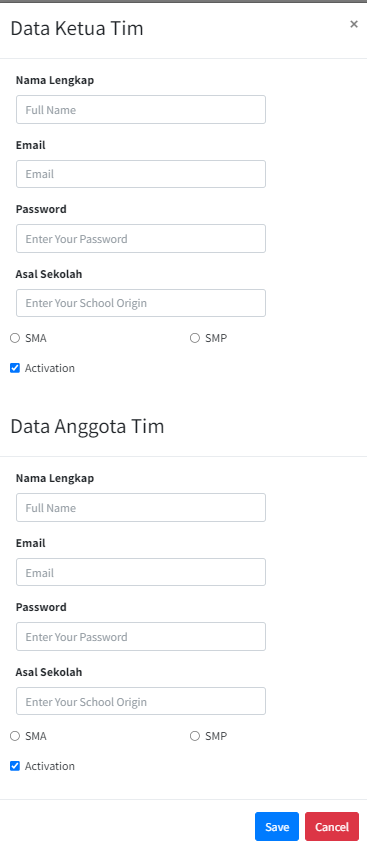 Data Ketua Tim ×
Nama Lengkap
Full Name
Email
Email
Password
Enter Your Password
Asal Sekolah
Enter Your School Origin
SMA SMP
Activation
Data Anggota Tim
Nama Lengkap
Full Name
Email
Email
Password
Enter Your Password
Asal Sekolah
Enter Your School Origin
SMA SMP
Activation
Save Cancel